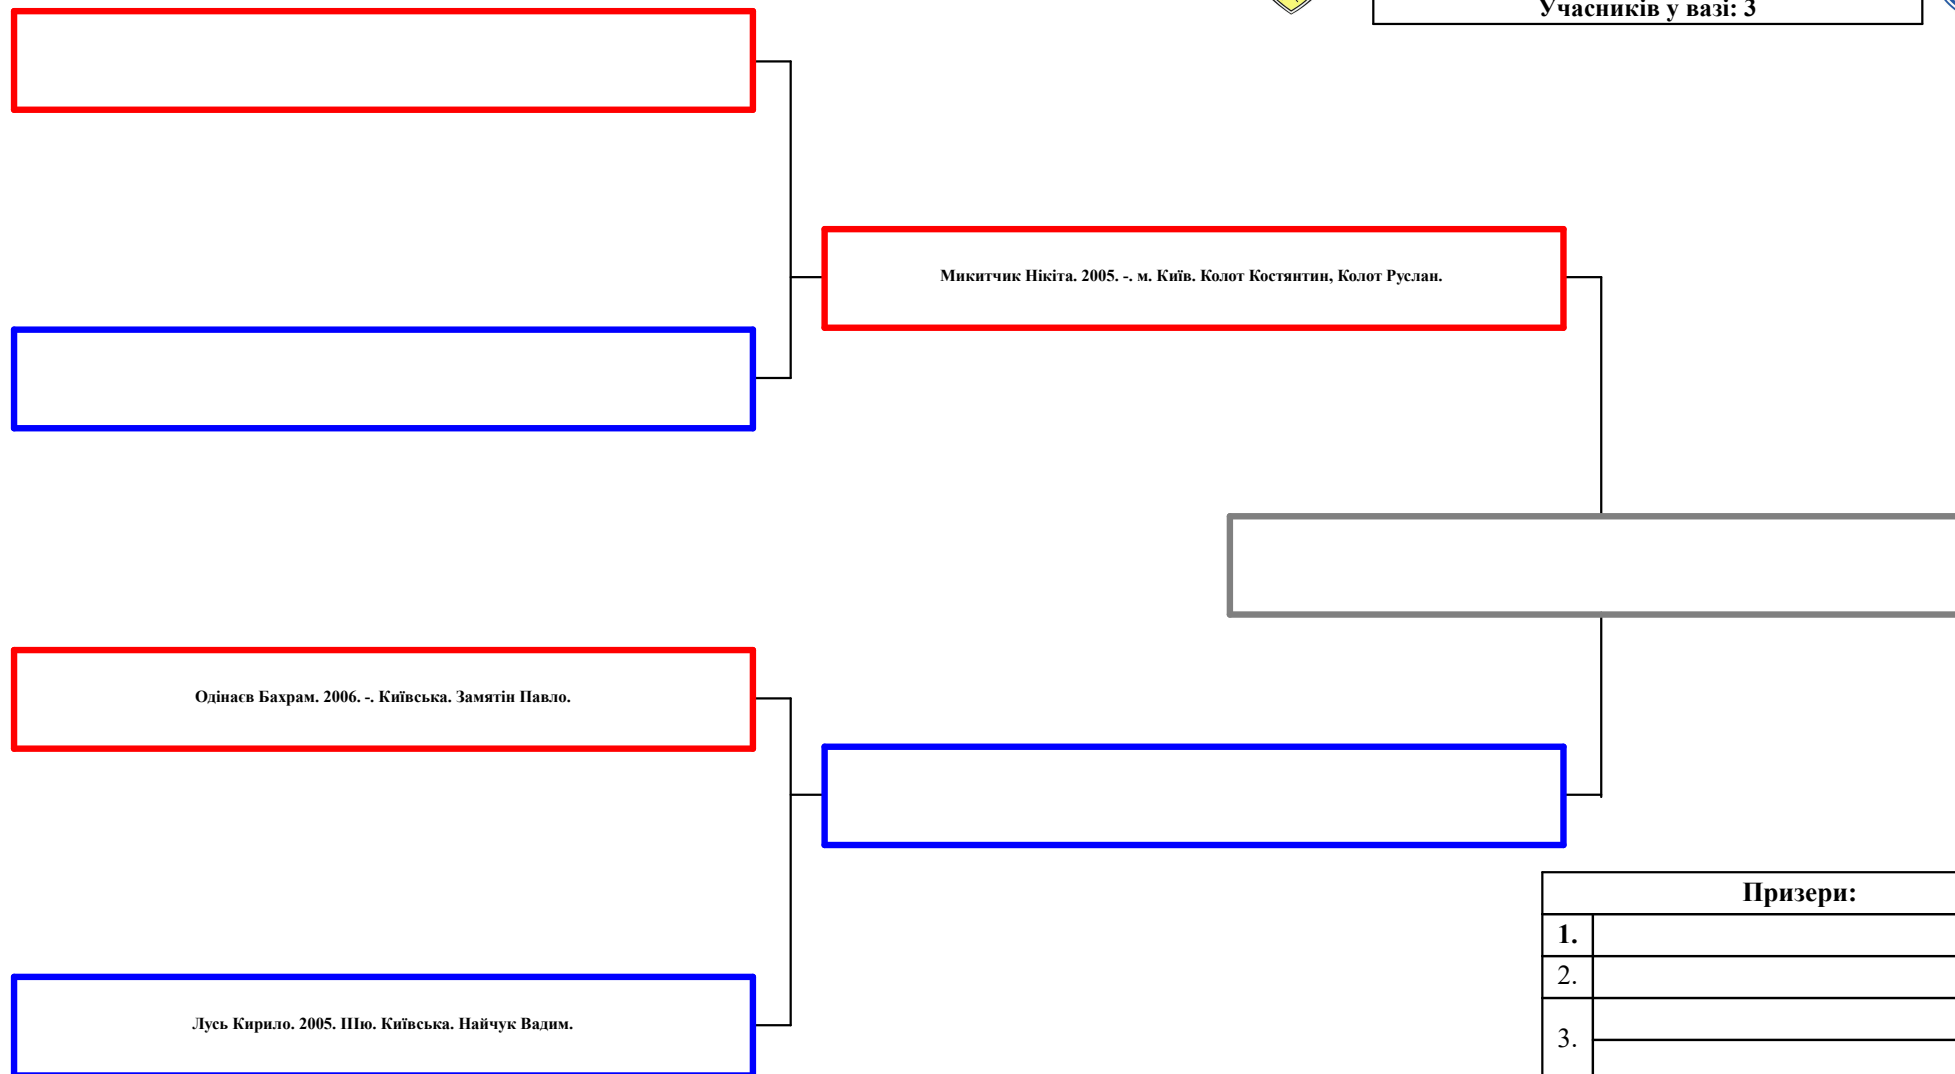 Учасників у вазі: 3
Микитчик Нікіта. 2005. -. м. Київ. Колот Костянтин, Колот Руслан.
Одінаєв Бахрам. 2006. -. Київська. Замятін Павло.
Лусь Кирило. 2005. ІІІю. Київська. Найчук Вадим.
Призери:
1.
2.
3.